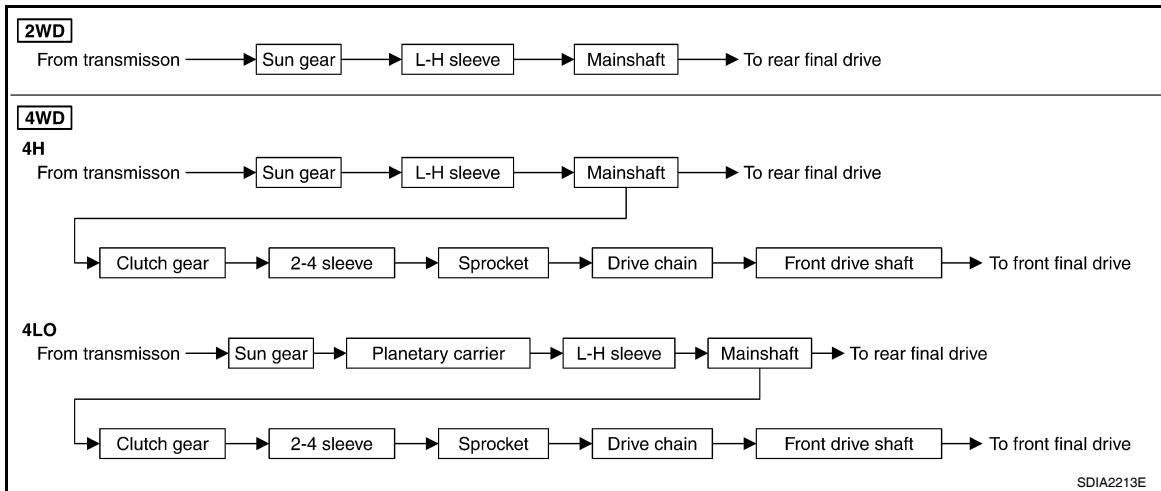 2WD
From transmisson Sun gear L-H sleeve Mainshaft To rear final drive
4WD
4H
From transmisson Sun gear L-H sleeve Mainshaft To rear final drive
Clutch gear 2-4 sleeve Sprocket Drive chain Front drive shaft To front final drive
4LO
From transmisson Sun gear Planetary carrier L-H sleeve Mainshaft To rear final drive
Clutch gear 2-4 sleeve Sprocket Drive chain Front drive shaft To front final drive
SDIA2213E